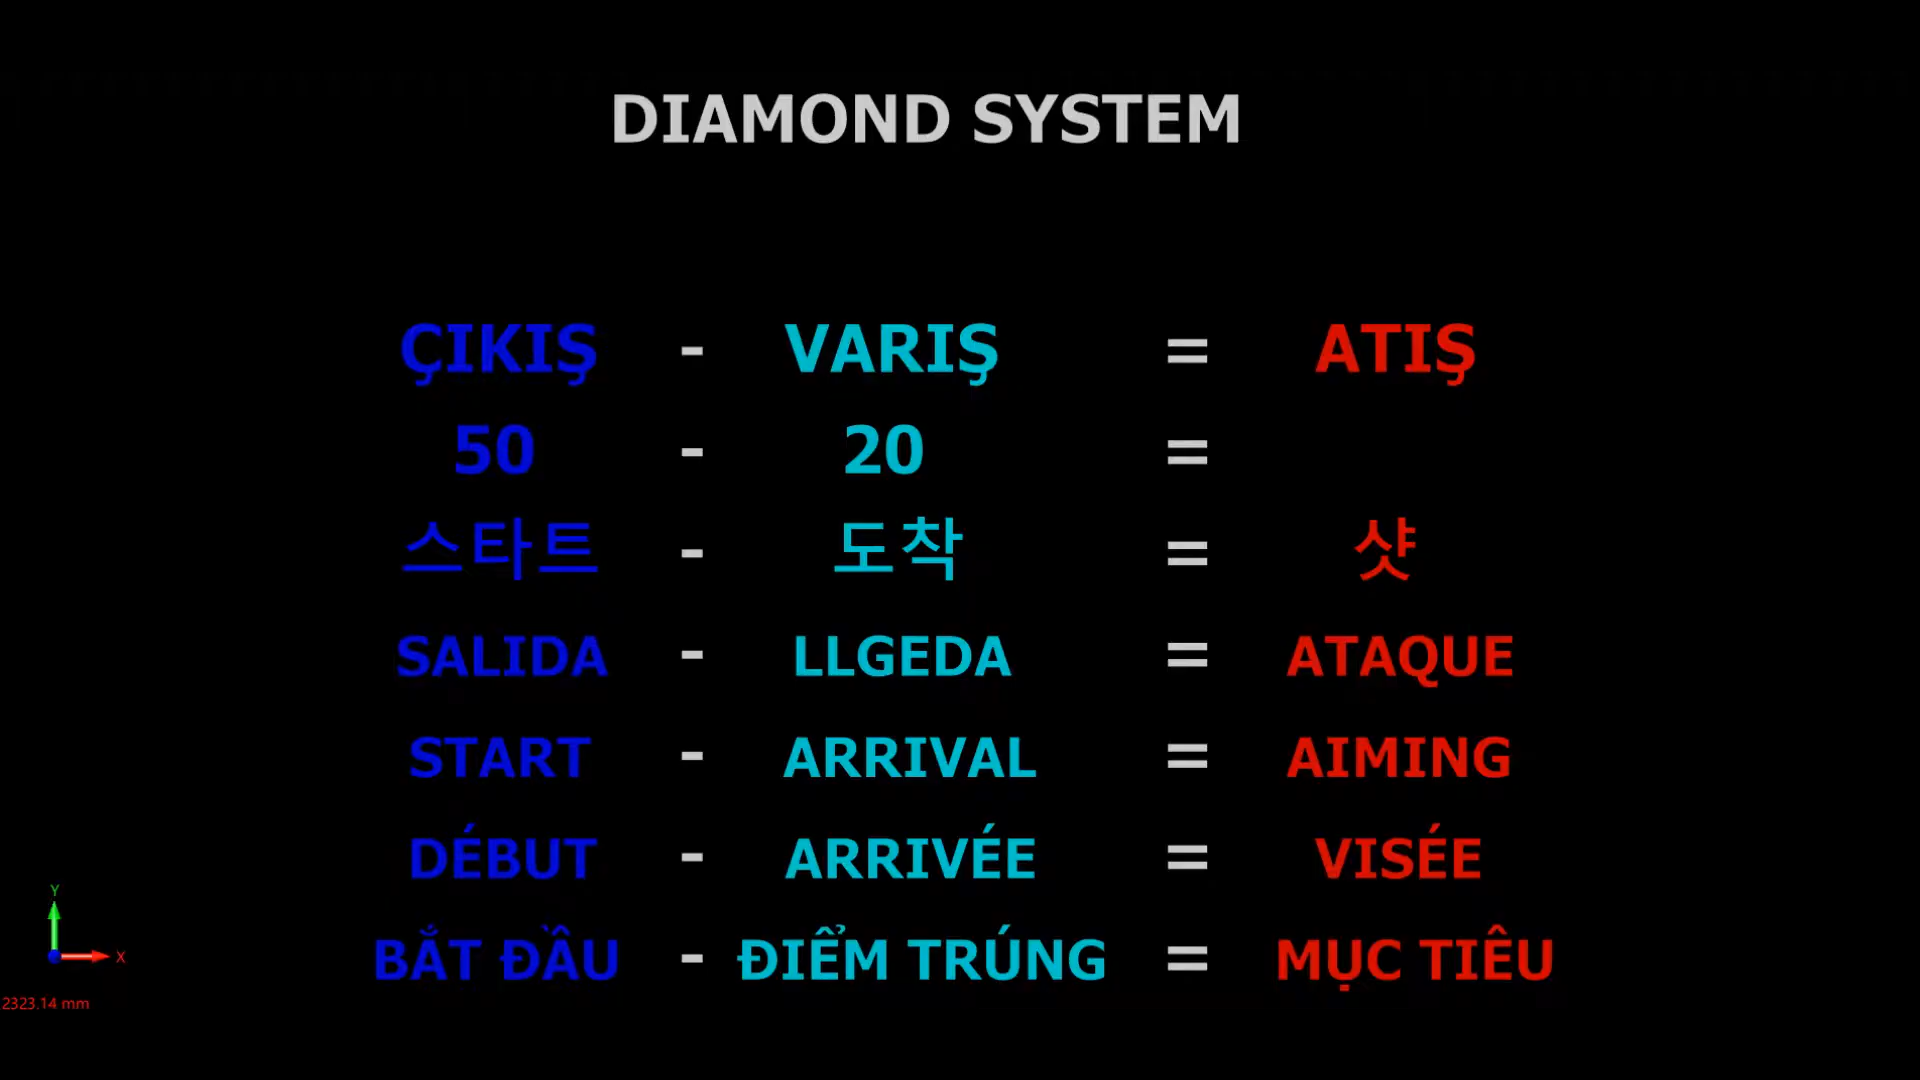 DIAMOND SYSTEM
ÇIKIŞ - VARIŞ = ATIŞ
50 - 20 =
스타트 - 도착 = 샷
SALIDA - LLGEDA = ATAQUE
START - ARRIVAL = AIMING
DÉBUT - ARRIVÉE = VISÉE
BẮT ĐẦU - ĐIỂM TRÚNG = MỤC TIÊU
Y
X
2323.14 mm